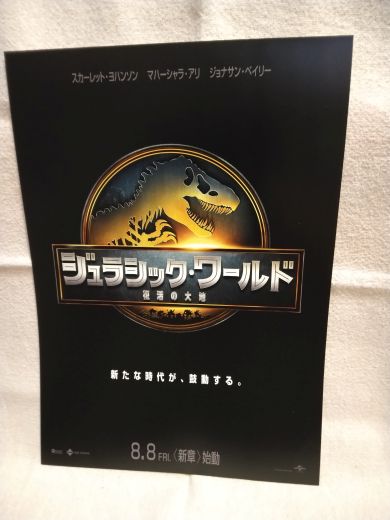 スカーレット・ヨハンソン　マハーシャラ・アリ　ジョナサン・ベイリー
ジュラシック・ワールド
復活の大地
新たな時代が、鼓動する。
8.8 FRI.〈新章〉始動